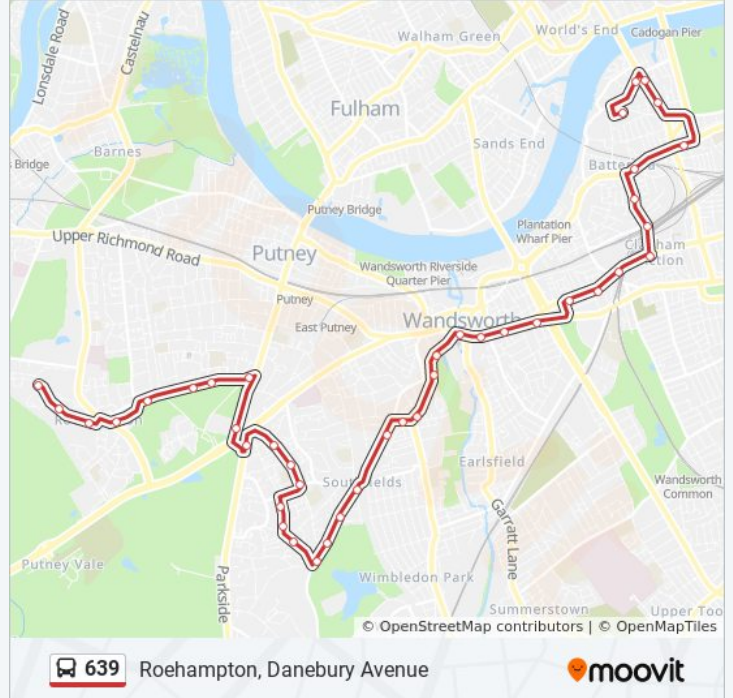 World's End
Cadogan Pier
Walham Green
Lonsdale Road
Castelnau
Fulham
Sands End
Barnes
s Bridge
Putney Bridge
Plantation
Wharf Pier
Upper Richmond Road
Putney
Wandsworth Riverside
Quarter Pier
Putney
East Putney
Wandsworth
Earlsfield
Wandsworth
Common
Garratt Lane
Putney Vale
Parkside
Wimbledon Park
Summerstown
Upper Too
© OpenStreetMap contributors | © OpenMapTiles
639 Roehampton, Danebury Avenue
moovit